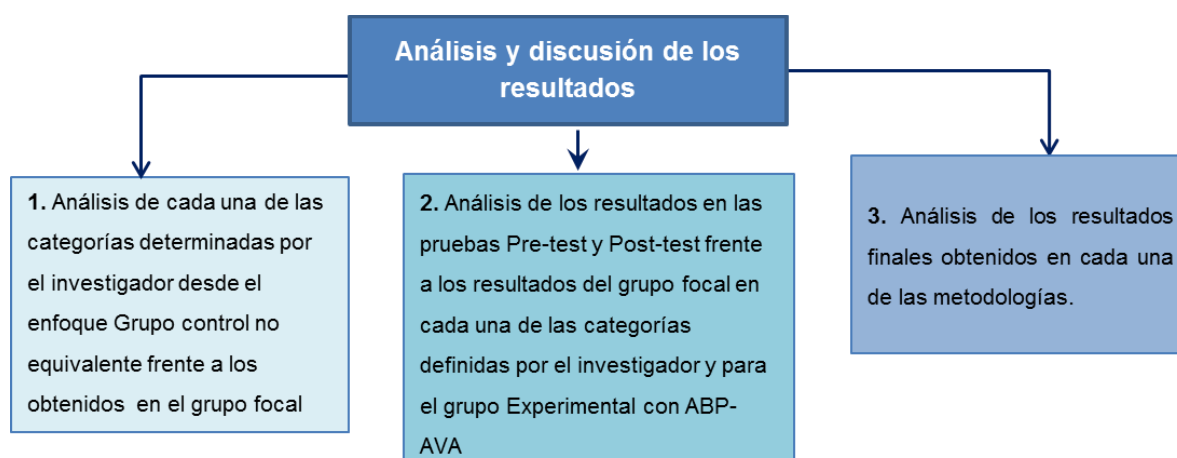 Análisis y discusión de los
resultados
1. Análisis de cada una de las
categorías determinadas por
el investigador desde el
enfoque Grupo control no
equivalente frente a los
obtenidos en el grupo focal
2. Análisis de los resultados en las
pruebas Pre-test y Post-test frente
a los resultados del grupo focal en
cada una de las categorías
definidas por el investigador y para
el grupo Experimental con ABP-
AVA
3. Análisis de los resultados
finales obtenidos en cada una
de las metodologías.